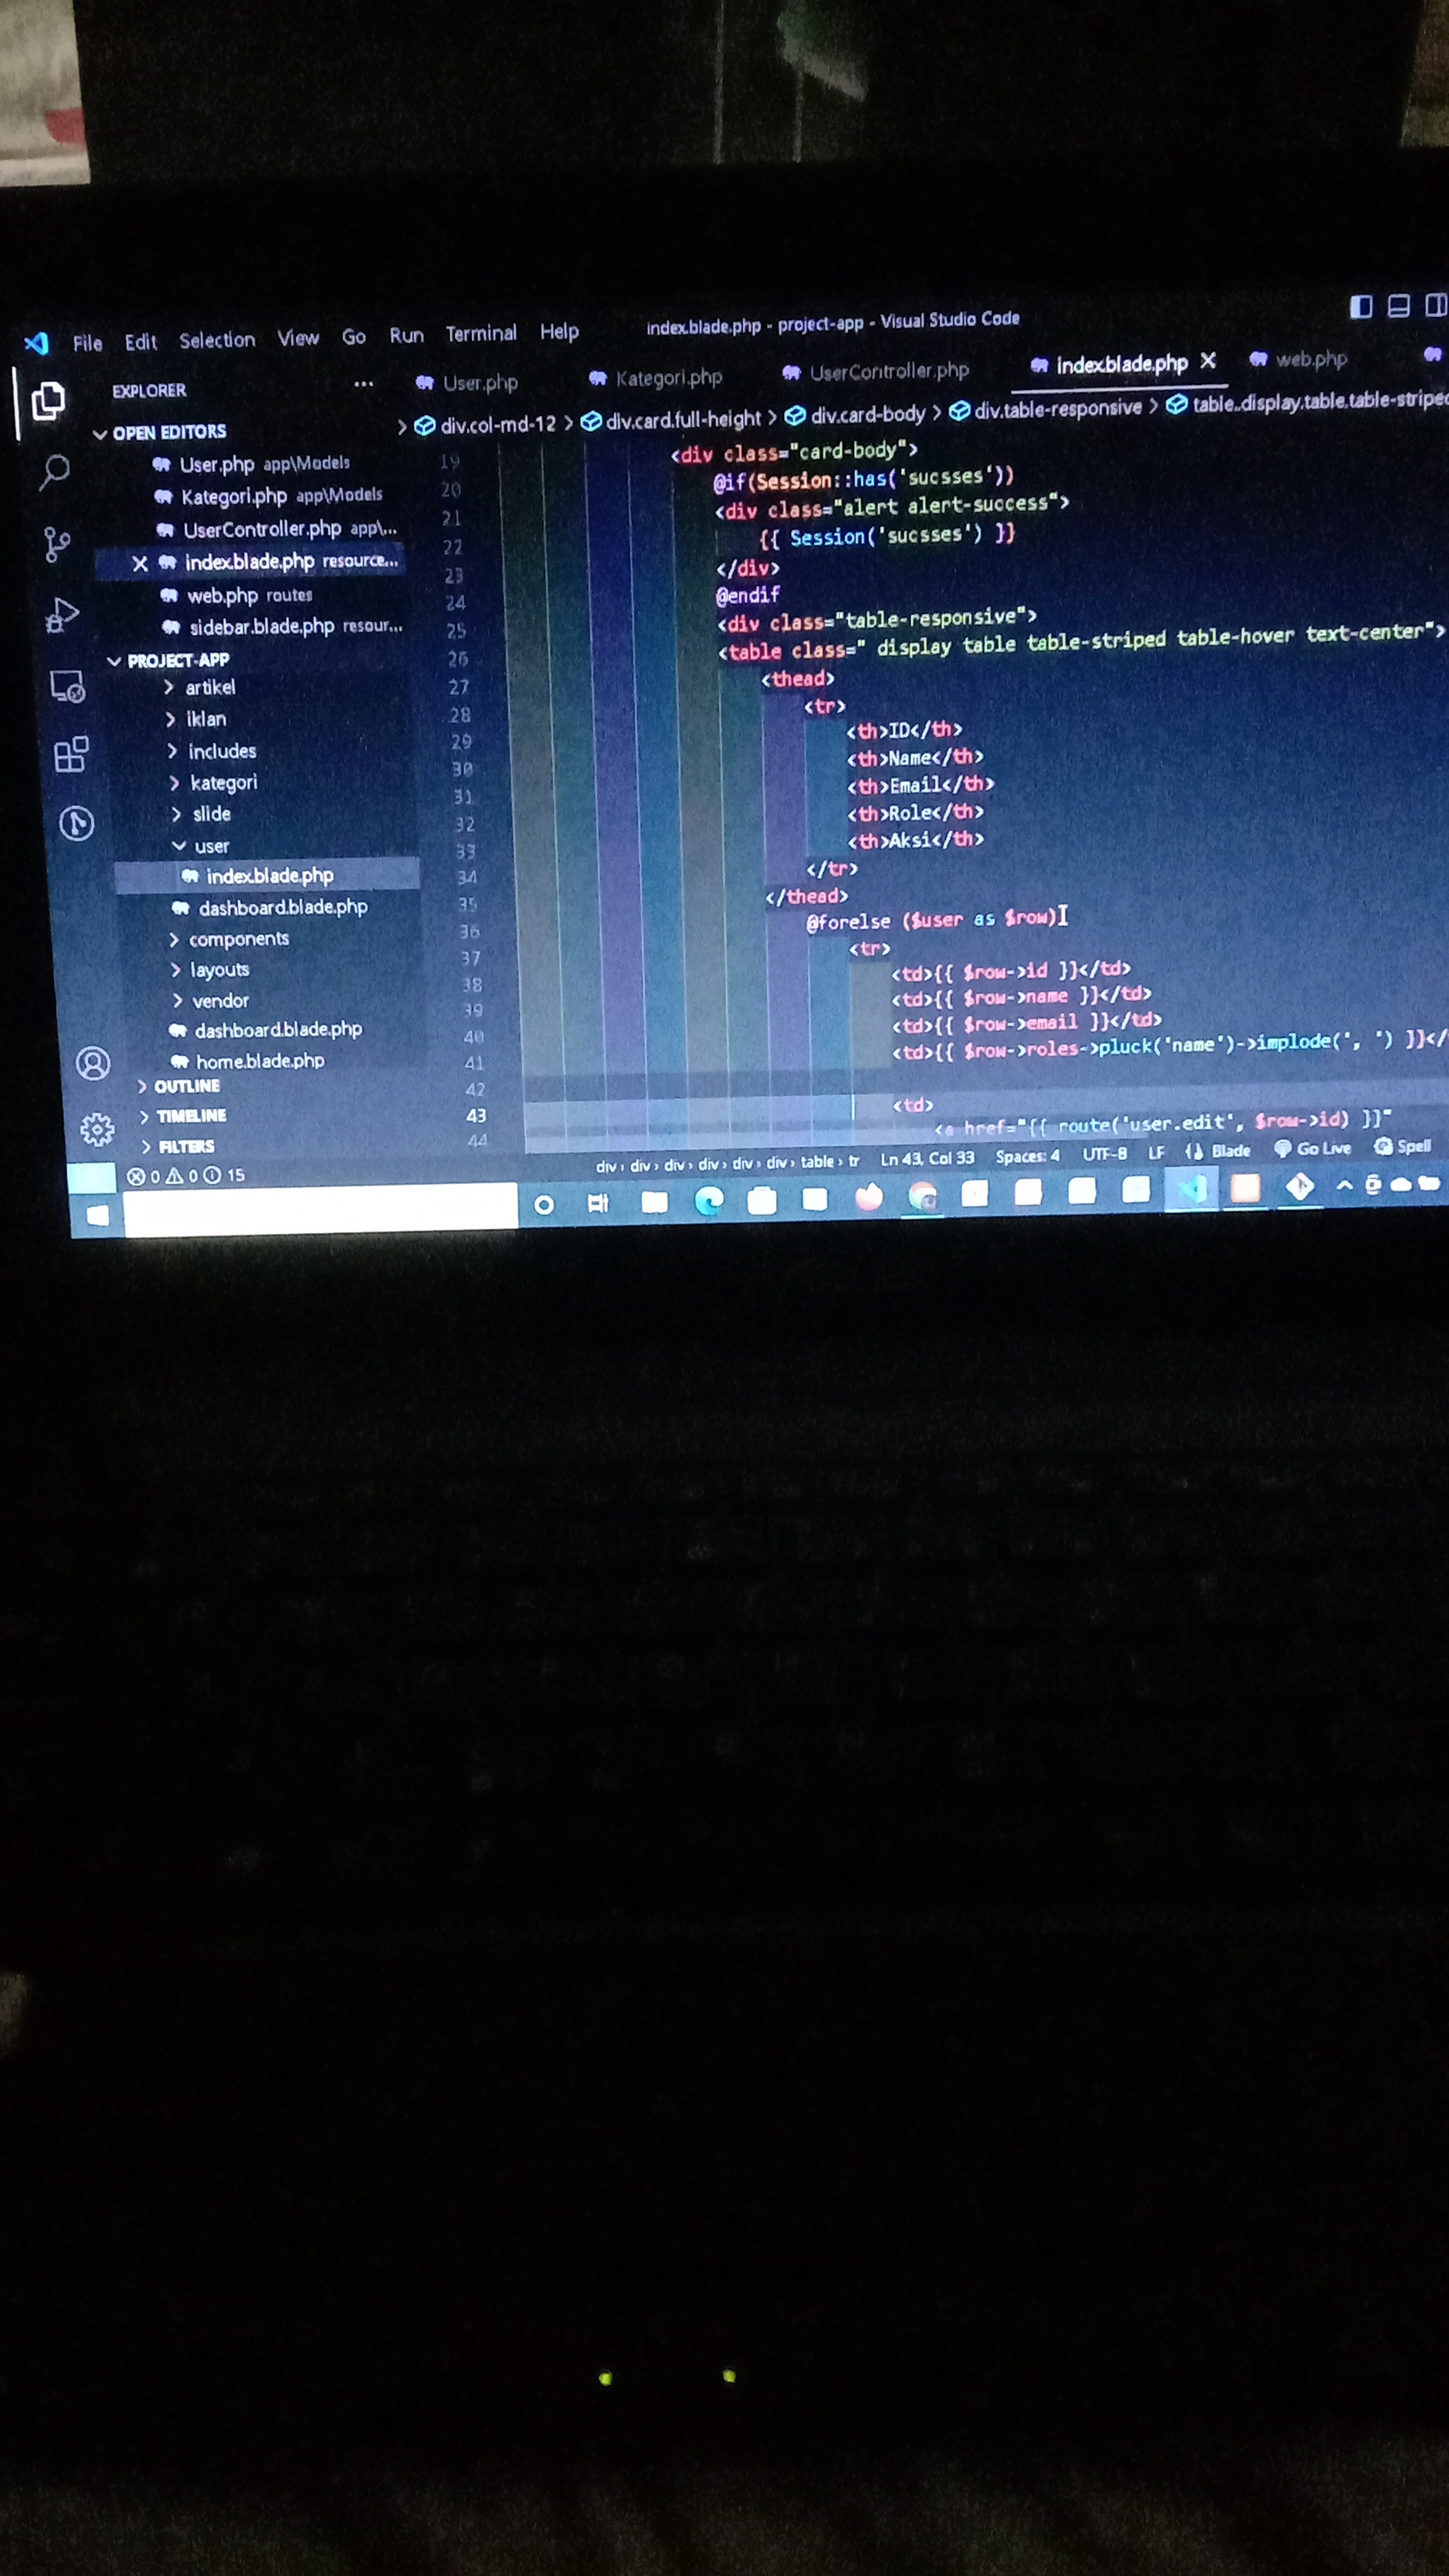 File Edit Selection View Go Run Terminal Help index.blade.php - project-app - Visual Studio Code
EXPLORER ...
User.php Kategori.php UserController.php index.blade.php web.php
div.col-md-12 > div.card.full-height > div.card-body > div.table-responsive > table..display.table.table-striped
OPEN EDITORS
User.php app\Models
Kategori.php app\Models
UserController.php app\...
index.blade.php resource...
web.php routes
sidebar.blade.php resour...
PROJECT-APP
artikel
iklan
includes
kategori
slide
user
index.blade.php
dashboard.blade.php
components
layouts
vendor
dashboard.blade.php
home.blade.php
OUTLINE
TIMELINE
FILTERS
19 <div class="card-body">
20 @if(Session::has('sucsses'))
21 <div class="alert alert-success">
22 {{ Session('sucsses') }}
23 </div>
24 @endif
25 <div class="table-responsive">
26 <table class=" display table table-striped table-hover text-center">
27 <thead>
28 <tr>
29 <th>ID</th>
30 <th>Name</th>
31 <th>Email</th>
32 <th>Role</th>
33 <th>Aksi</th>
34 </tr>
35 </thead>
36 @forelse ($user as $row)
37 <tr>
38 <td>{{ $row->id }}</td>
39 <td>{{ $row->name }}</td>
40 <td>{{ $row->email }}</td>
41 <td>{{ $row->roles->pluck('name')->implode(', ') }}</
42
43 <td>
44 <a href="{{ route('user.edit', $row->id) }}"
0 0 15 div > div > div > div > div > div > table > tr Ln 43, Col 33 Spaces: 4 UTF-8 LF Blade Go Live Spell